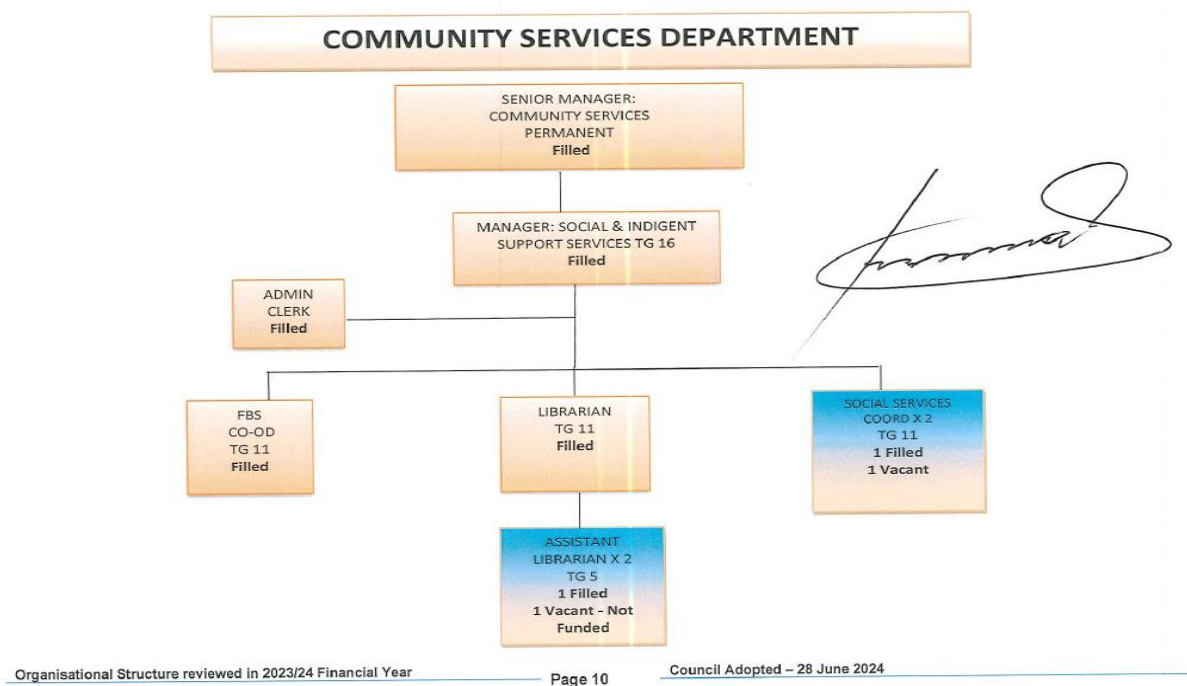 COMMUNITY SERVICES DEPARTMENT
SENIOR MANAGER:
COMMUNITY SERVICES
PERMANENT
Filled
MANAGER: SOCIAL & INDIGENT
SUPPORT SERVICES TG 16
Filled
ADMIN
CLERK
Filled
FBS
CO-OD
TG 11
Filled
LIBRARIAN
TG 11
Filled
SOCIAL SERVICES
COORD X 2
TG 11
1 Filled
1 Vacant
ASSISTANT
LIBRARIAN X 2
TG 5
1 Filled
1 Vacant - Not
Funded
Organisational Structure reviewed in 2023/24 Financial Year
Page 10
Council Adopted – 28 June 2024